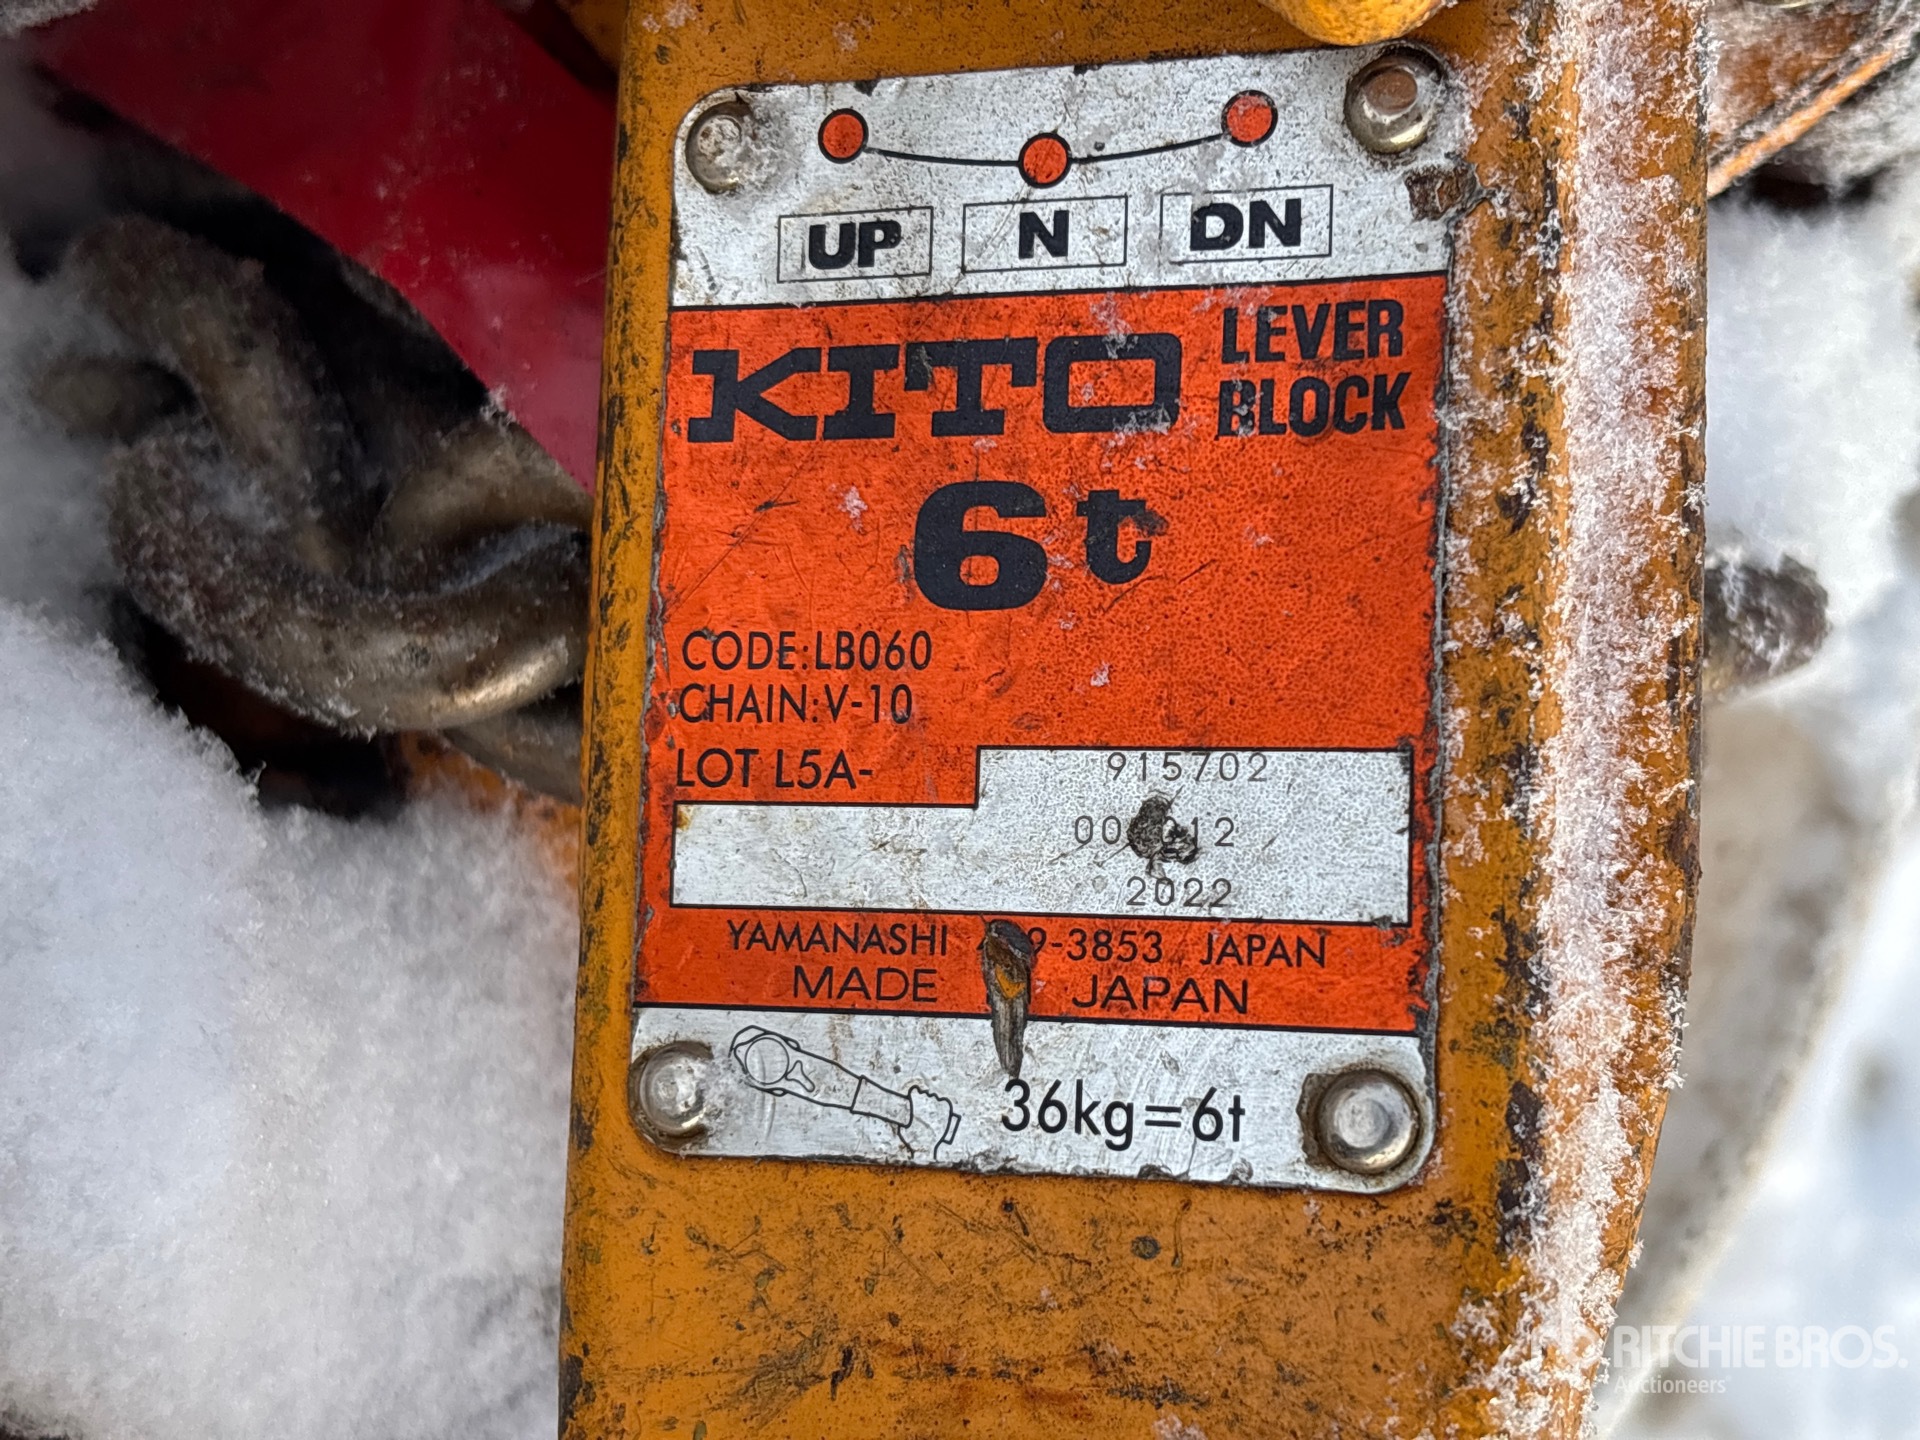 UP N DN
KITO LEVER BLOCK
6t
CODE:LB060
CHAIN:V-10
LOT L5A- 915702
2022
YAMANASHI JAPAN
MADE JAPAN
36kg=6t
RITCHIE BROS.
Auctioneers